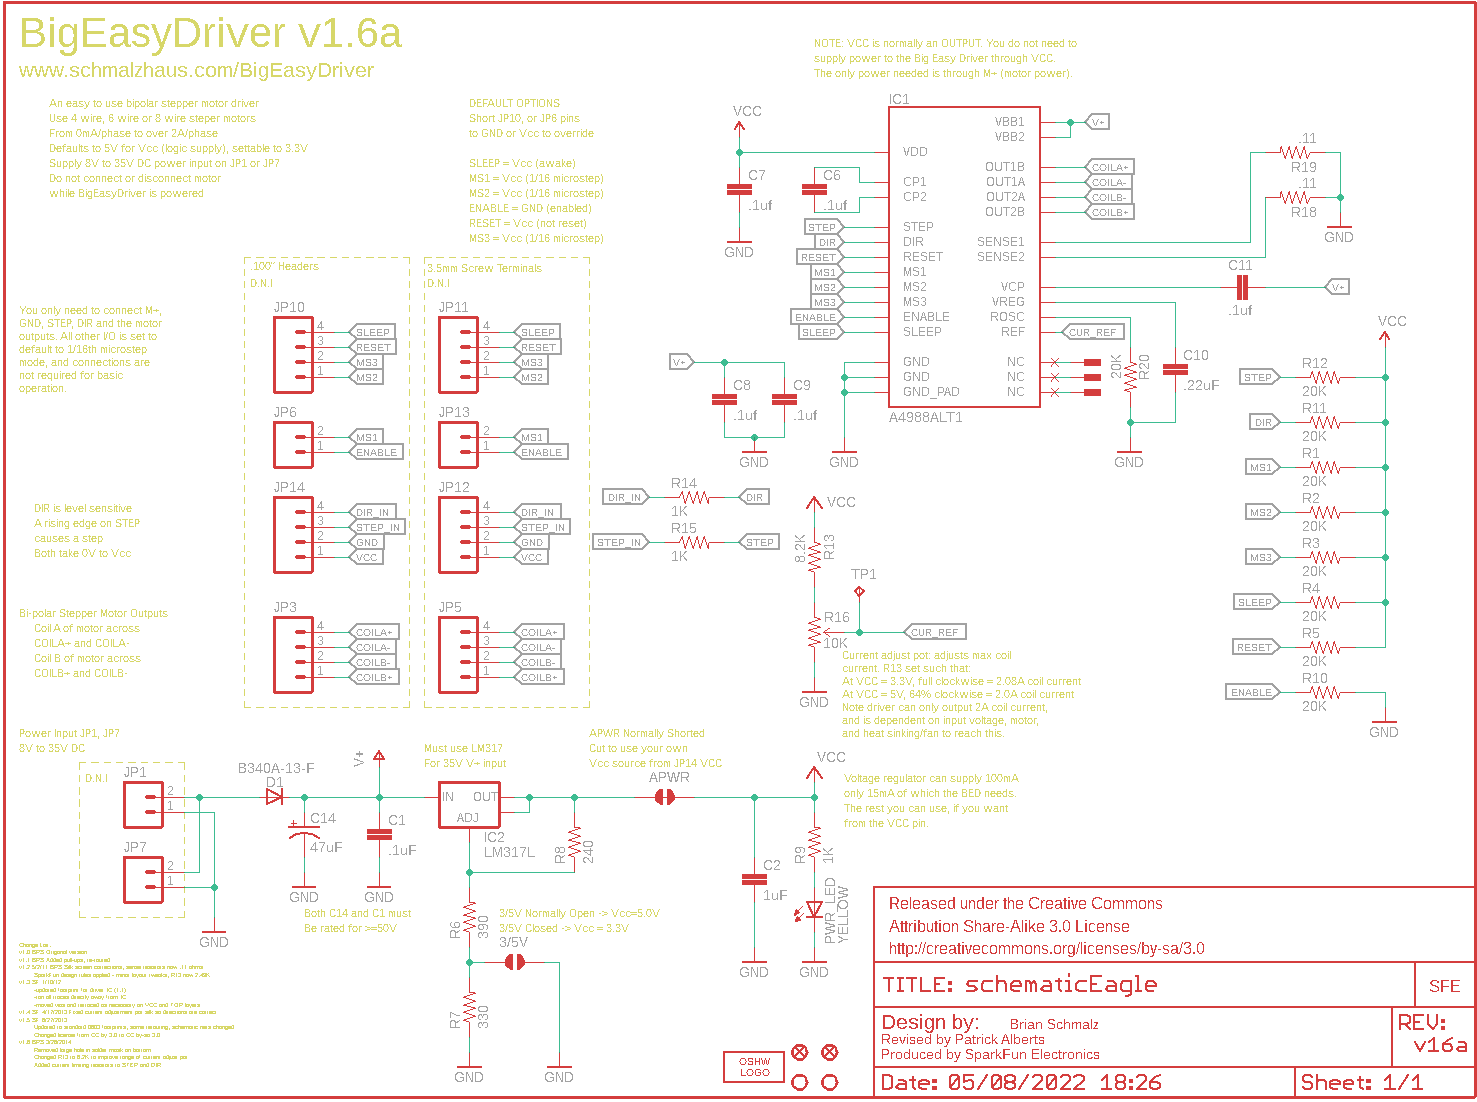 BigEasyDriver v1.6a
www.schmalzhaus.com/BigEasyDriver
An easy to use bipolar stepper motor driver
Use 4 wire, 6 wire or 8 wire steper motors
From 0mA/phase to over 2A/phase
Defaults to 5V for Vcc (logic supply), settable to 3.3V
Supply 8V to 35V DC power input on JP1 or JP7
Do not connect or disconnect motor
while BigEasyDriver is powered
DEFAULT OPTIONS
Short JP10, or JP6 pins
to GND or Vcc to override
SLEEP = Vcc (awake)
MS1 = Vcc (1/16 microstep)
MS2 = Vcc (1/16 microstep)
ENABLE = GND (enabled)
RESET = Vcc (not reset)
MS3 = Vcc (1/16 microstep)
NOTE: VCC is normally an OUTPUT. You do not need to
supply power to the Big Easy Driver through VCC.
The only power needed is through M+ (motor power).
IC1
VCC
VDD
CP1
CP2
STEP
DIR
RESET
MS1
MS2
MS3
ENABLE
SLEEP
GND
GND
GND_PAD
VBB1
VBB2
OUT1B
OUT1A
OUT2A
OUT2B
SENSE1
SENSE2
VCP
VREG
ROSC
REF
NC
NC
NC
A4988ALT1
C7
.1uf
GND
C6
.1uf
STEP
DIR
RESET
MS1
MS2
MS3
ENABLE
SLEEP
V+
COILA+
COILA-
COILB-
COILB+
.11
R19
.11
R18
GND
C11
.1uf
V+
CUR_REF
20K
R20
C10
.22uF
GND
V+
C8
.1uf
C9
.1uf
GND
GND
VCC
STEP
R12
20K
DIR
R11
20K
MS1
R1
20K
MS2
R2
20K
MS3
R3
20K
SLEEP
R4
20K
RESET
R5
20K
ENABLE
R10
20K
GND
You only need to connect M+,
GND, STEP, DIR and the motor
outputs. All other I/O is set to
default to 1/16th microstep
mode, and connections are
not required for basic
operation.
DIR is level sensitive
A rising edge on STEP
causes a step
Both take 0V to Vcc
Bi-polar Stepper Motor Outputs
Coil A of motor across
COILA+ and COILA-
Coil B of motor across
COILB+ and COILB-
.100" Headers
D.N.I
JP10
4 SLEEP
3 RESET
2 MS3
1 MS2
JP6
2 MS1
1 ENABLE
JP14
4 DIR_IN
3 STEP_IN
2 GND
1 VCC
JP3
4 COILA+
3 COILA-
2 COILB-
1 COILB+
3.5mm Screw Terminals
D.N.I
JP11
4 SLEEP
3 RESET
2 MS3
1 MS2
JP13
2 MS1
1 ENABLE
JP12
4 DIR_IN
3 STEP_IN
2 GND
1 VCC
JP5
4 COILA+
3 COILA-
2 COILB-
1 COILB+
DIR_IN
R14
1K
DIR
STEP_IN
R15
1K
STEP
VCC
8.2K
R13
TP1
R16
10K
CUR_REF
GND
Current adjust pot: adjusts max coil
current. R13 set such that:
At VCC = 3.3V, full clockwise = 2.08A coil current
At VCC = 5V, 64% clockwise = 2.0A coil current
Note driver can only output 2A coil current,
and is dependent on input voltage, motor,
and heat sinking/fan to reach this.
Power Input JP1, JP7
8V to 35V DC
D.N.I
JP1
2
1
JP7
2
1
GND
B340A-13-F
D1
V+
C14
47uF
GND
C1
.1uF
GND
Both C14 and C1 must
Be rated for >=50V
Must use LM317
For 35V V+ input
IN OUT
ADJ
IC2
LM317L
APWR Normally Shorted
Cut to use your own
Vcc source from JP14 VCC
APWR
R8
240
R6
390
3/5V Normally Open -> Vcc=5.0V
3/5V Closed -> Vcc = 3.3V
3/5V
R7
330
GND
GND
VCC
Voltage regulator can supply 100mA
only 15mA of which the BED needs.
The rest you can use, if you want
from the VCC pin.
C2
1uF
GND
R9
1K
PWR_LED
YELLOW
GND
OSHW
LOGO
Released under the Creative Commons
Attribution Share-Alike 3.0 License
http://creativecommons.org/licenses/by-sa/3.0
TITLE: schematicEagle
SFE
Design by: Brian Schmalz
Revised by Patrick Alberts
Produced by SparkFun Electronics
REV:
v16a
Date: 05/08/2022 18:26
Sheet: 1/1